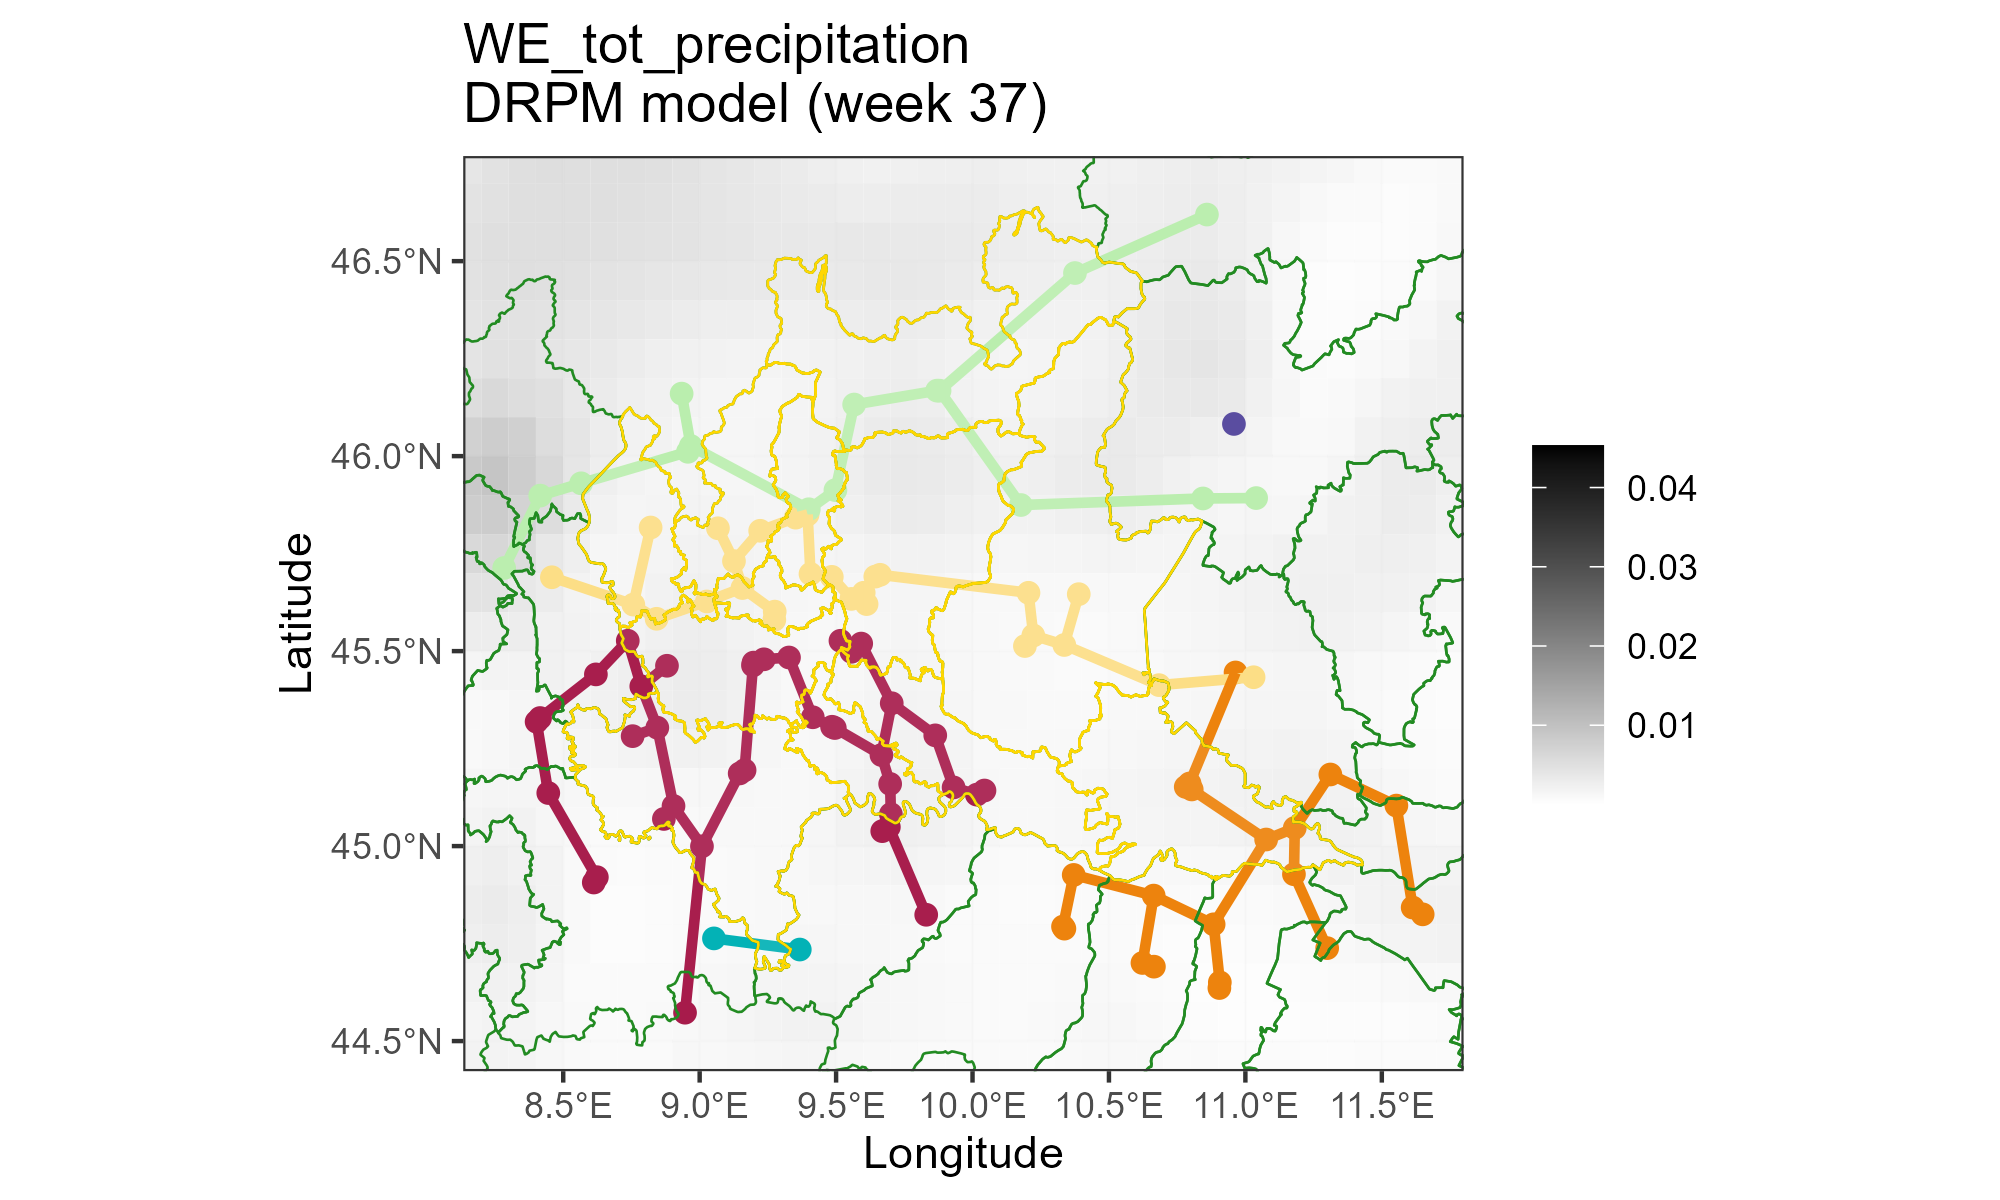 WE_tot_precipitation
DRPM model (week 37)
46.5°N
46.0°N
45.5°N
45.0°N
44.5°N
Latitude
8.5°E 9.0°E 9.5°E 10.0°E 10.5°E 11.0°E 11.5°E
Longitude
0.04
0.03
0.02
0.01